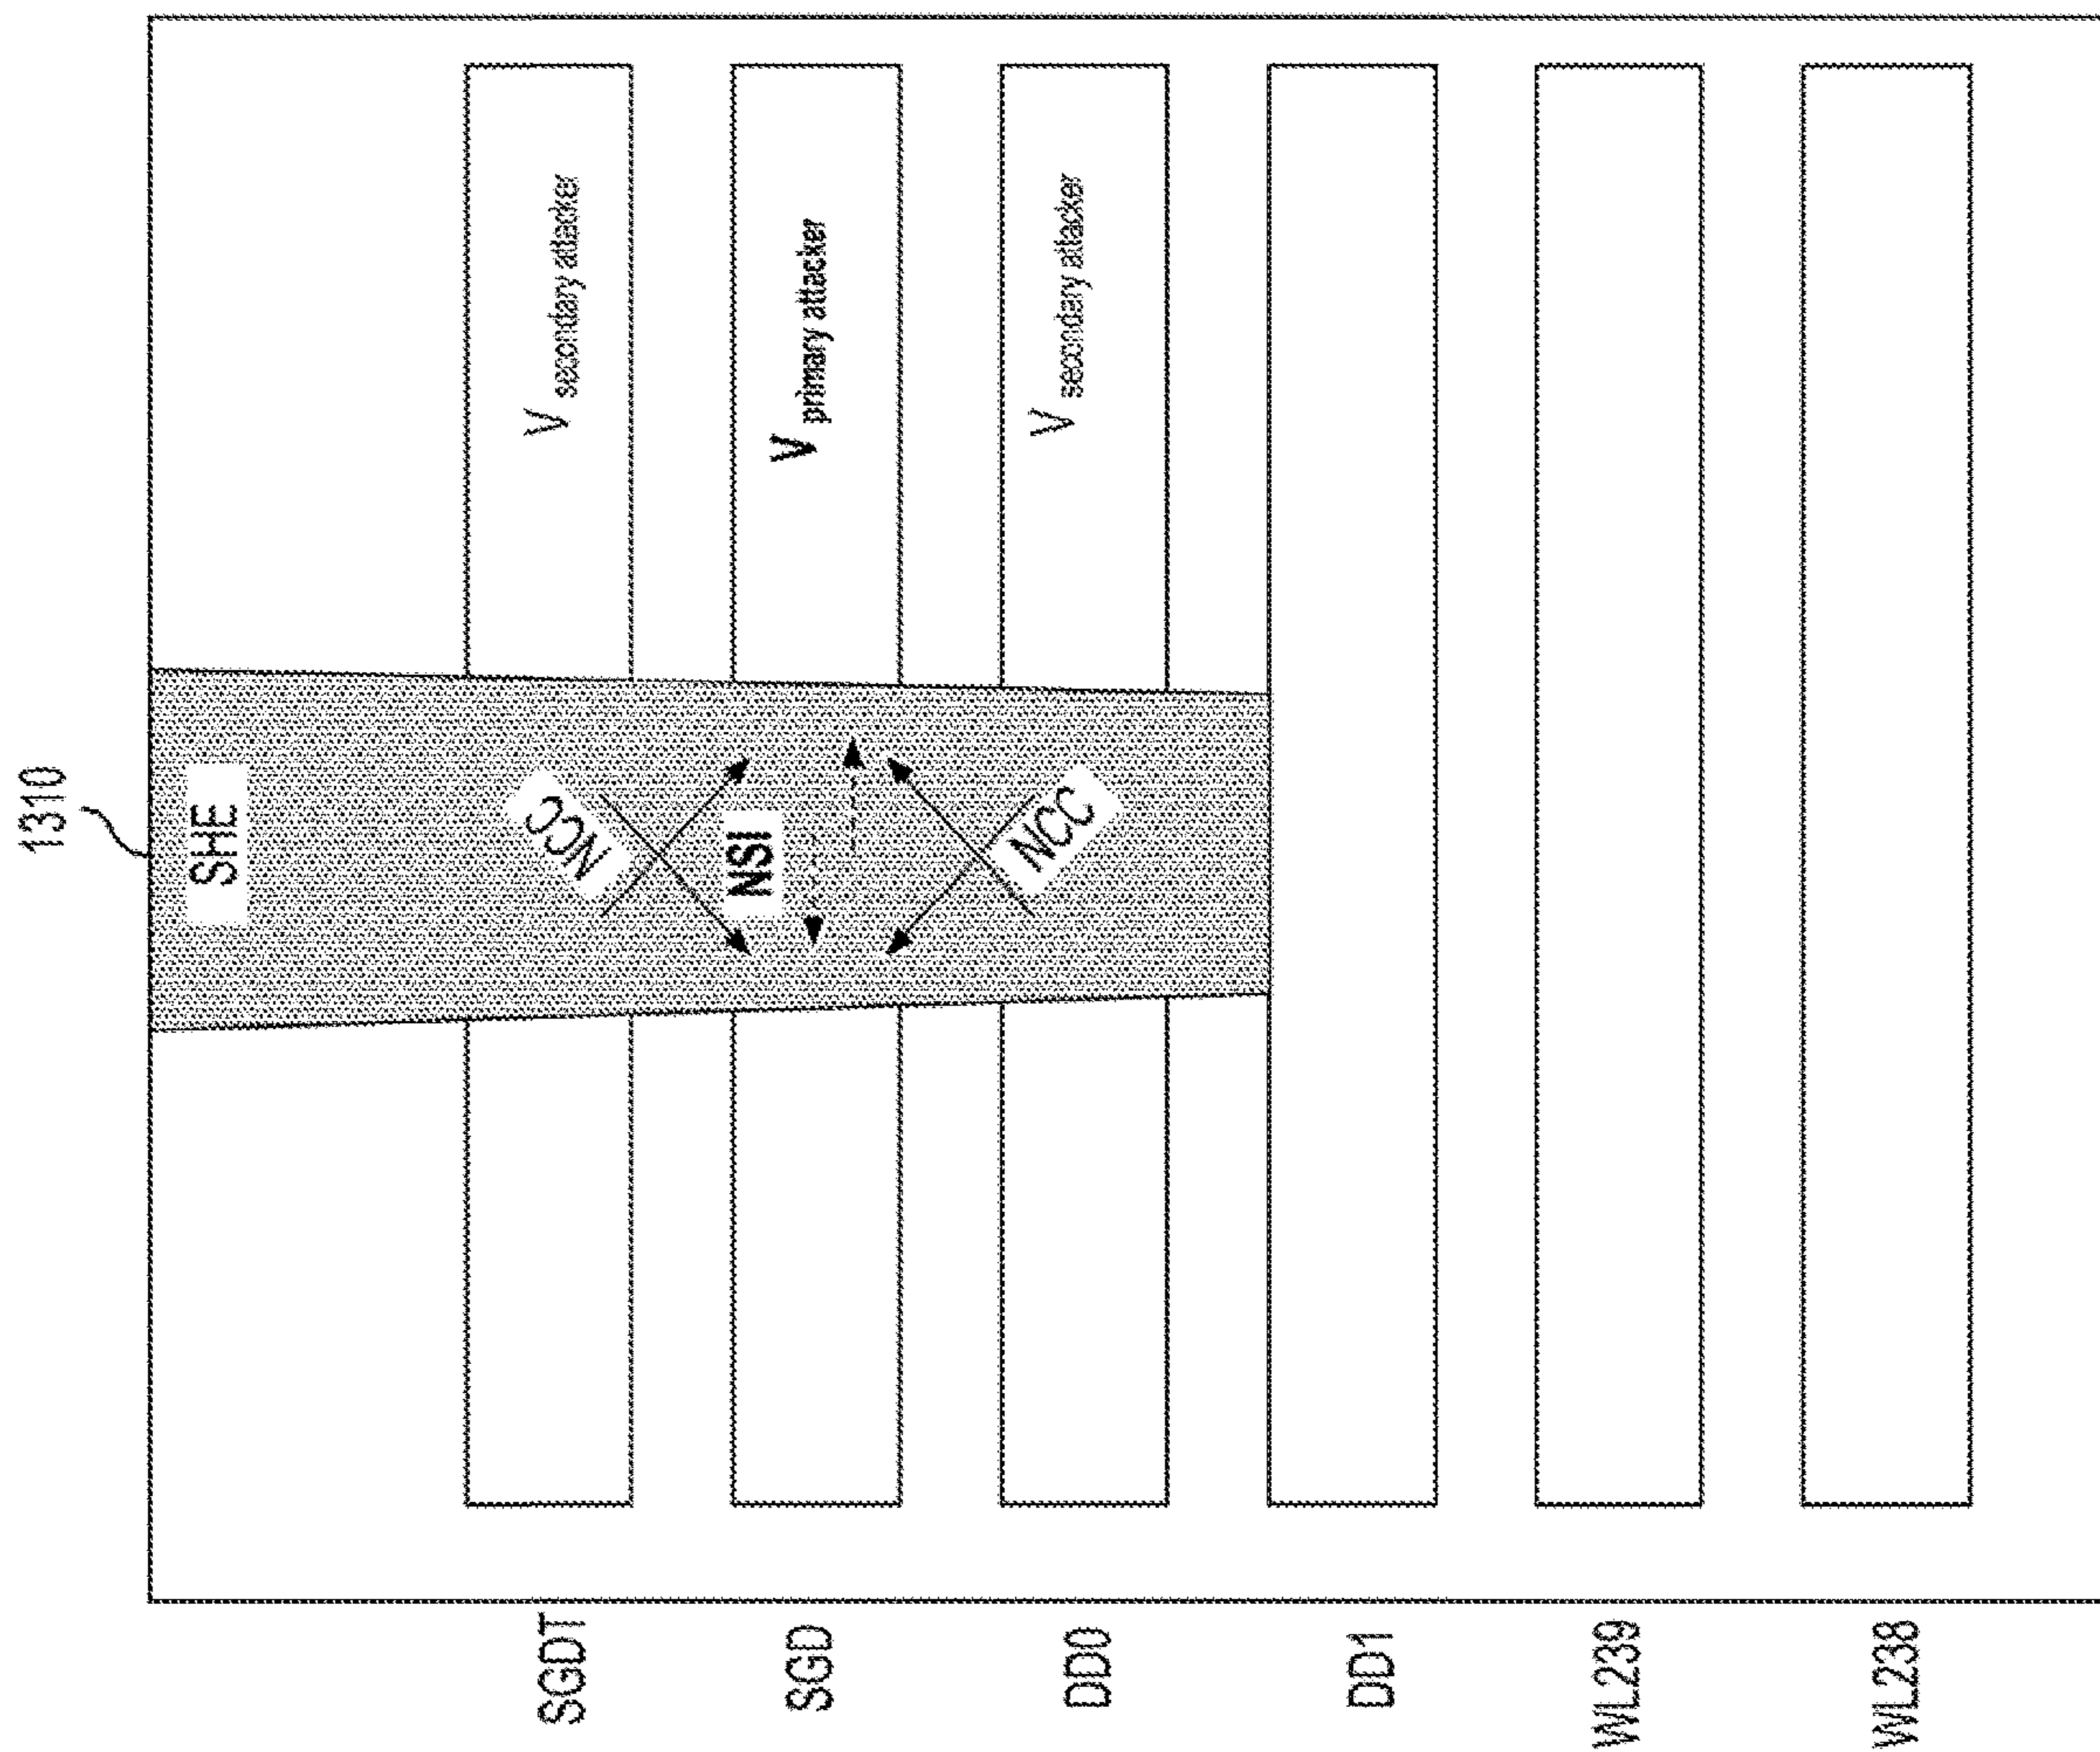 1310
SHE
SGDT
NCC
V secondary attacker
SGD
NSI
V primary attacker
DD0
NCC
V secondary attacker
DD1
WL239
WL238